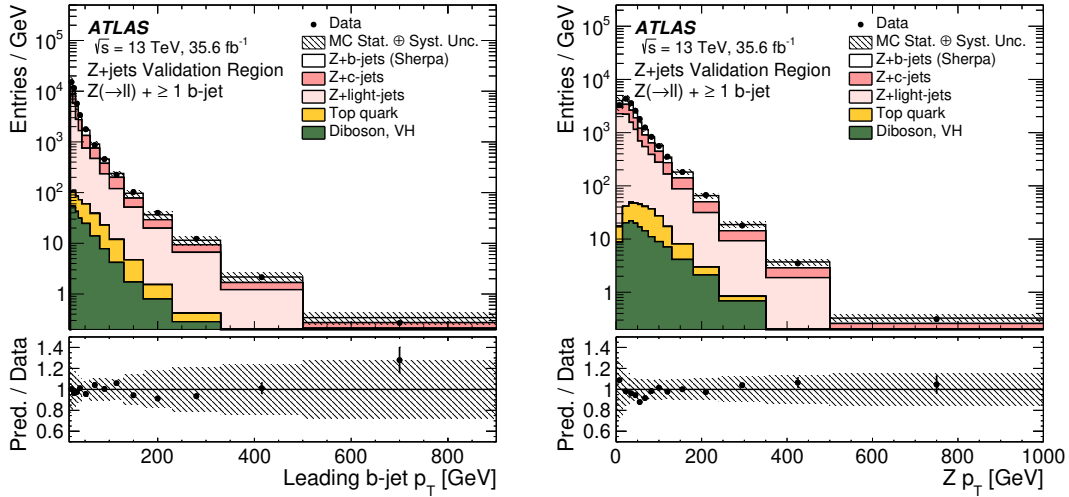 ATLAS
√s = 13 TeV, 35.6 fb⁻¹
Z+jets Validation Region
Z(→ll) + ≥ 1 b-jet
Data
MC Stat. ⊕ Syst. Unc.
Z+b-jets (Sherpa)
Z+c-jets
Z+light-jets
Top quark
Diboson, VH
Entries / GeV
10⁵
10⁴
10³
10²
10
1
Pred. / Data
1.4
1.2
1
0.8
0.6
200 400 600 800
Leading b-jet p_T [GeV]
ATLAS
√s = 13 TeV, 35.6 fb⁻¹
Z+jets Validation Region
Z(→ll) + ≥ 1 b-jet
Data
MC Stat. ⊕ Syst. Unc.
Z+b-jets (Sherpa)
Z+c-jets
Z+light-jets
Top quark
Diboson, VH
Entries / GeV
10⁵
10⁴
10³
10²
10
1
Pred. / Data
1.4
1.2
1
0.8
0.6
0 200 400 600 800 1000
Z p_T [GeV]